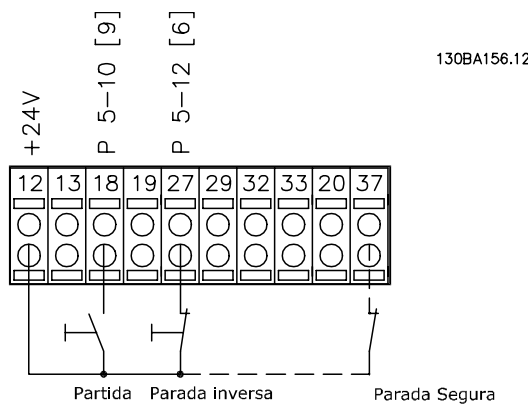 +24V
P 5-10 [9]
P 5-12 [6]
130BA156.12
12 13 18 19 27 29 32 33 20 37
Partida Parada inversa Parada Segura